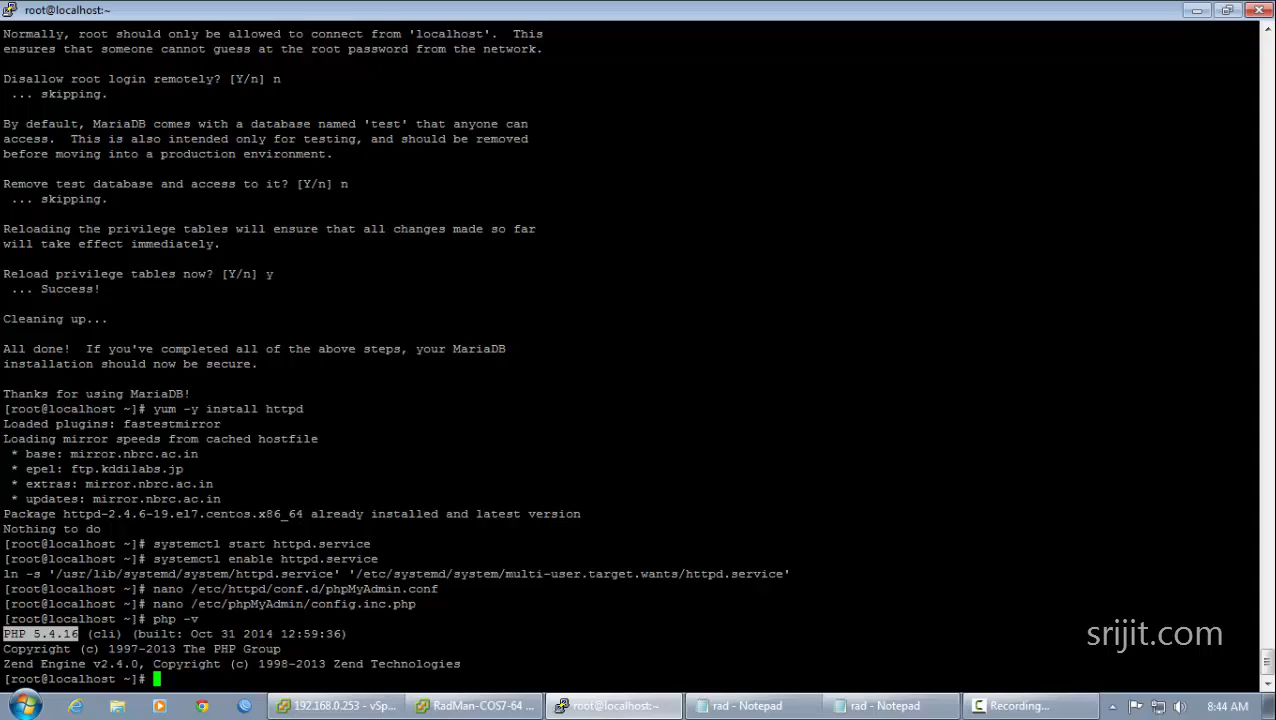 root@localhost:~
Normally, root should only be allowed to connect from 'localhost'.  This
ensures that someone cannot guess at the root password from the network.
Disallow root login remotely? [Y/n] n
... skipping.
By default, MariaDB comes with a database named 'test' that anyone can
access.  This is also intended only for testing, and should be removed
before moving into a production environment.
Remove test database and access to it? [Y/n] n
... skipping.
Reloading the privilege tables will ensure that all changes made so far
will take effect immediately.
Reload privilege tables now? [Y/n] y
... Success!
Cleaning up...
All done!  If you've completed all of the above steps, your MariaDB
installation should now be secure.
Thanks for using MariaDB!
[root@localhost ~]# yum -y install httpd
Loaded plugins: fastestmirror
Loading mirror speeds from cached hostfile
* base: mirror.nbrc.ac.in
* epel: ftp.kddilabs.jp
* extras: mirror.nbrc.ac.in
* updates: mirror.nbrc.ac.in
Package httpd-2.4.6-19.el7.centos.x86_64 already installed and latest version
Nothing to do
[root@localhost ~]# systemctl start httpd.service
[root@localhost ~]# systemctl enable httpd.service
ln -s '/usr/lib/systemd/system/httpd.service' '/etc/systemd/system/multi-user.target.wants/httpd.service'
[root@localhost ~]# nano /etc/httpd/conf.d/phpMyAdmin.conf
[root@localhost ~]# nano /etc/phpMyAdmin/config.inc.php
[root@localhost ~]# php -v
PHP 5.4.16 (cli) (built: Oct 31 2014 12:59:36)
Copyright (c) 1997-2013 The PHP Group
Zend Engine v2.4.0, Copyright (c) 1998-2013 Zend Technologies
[root@localhost ~]#
srijit.com
192.168.0.253 - vSp...
RadMan-COS7-64 ...
root@localhost:~
rad - Notepad
rad - Notepad
Recording...
8:44 AM